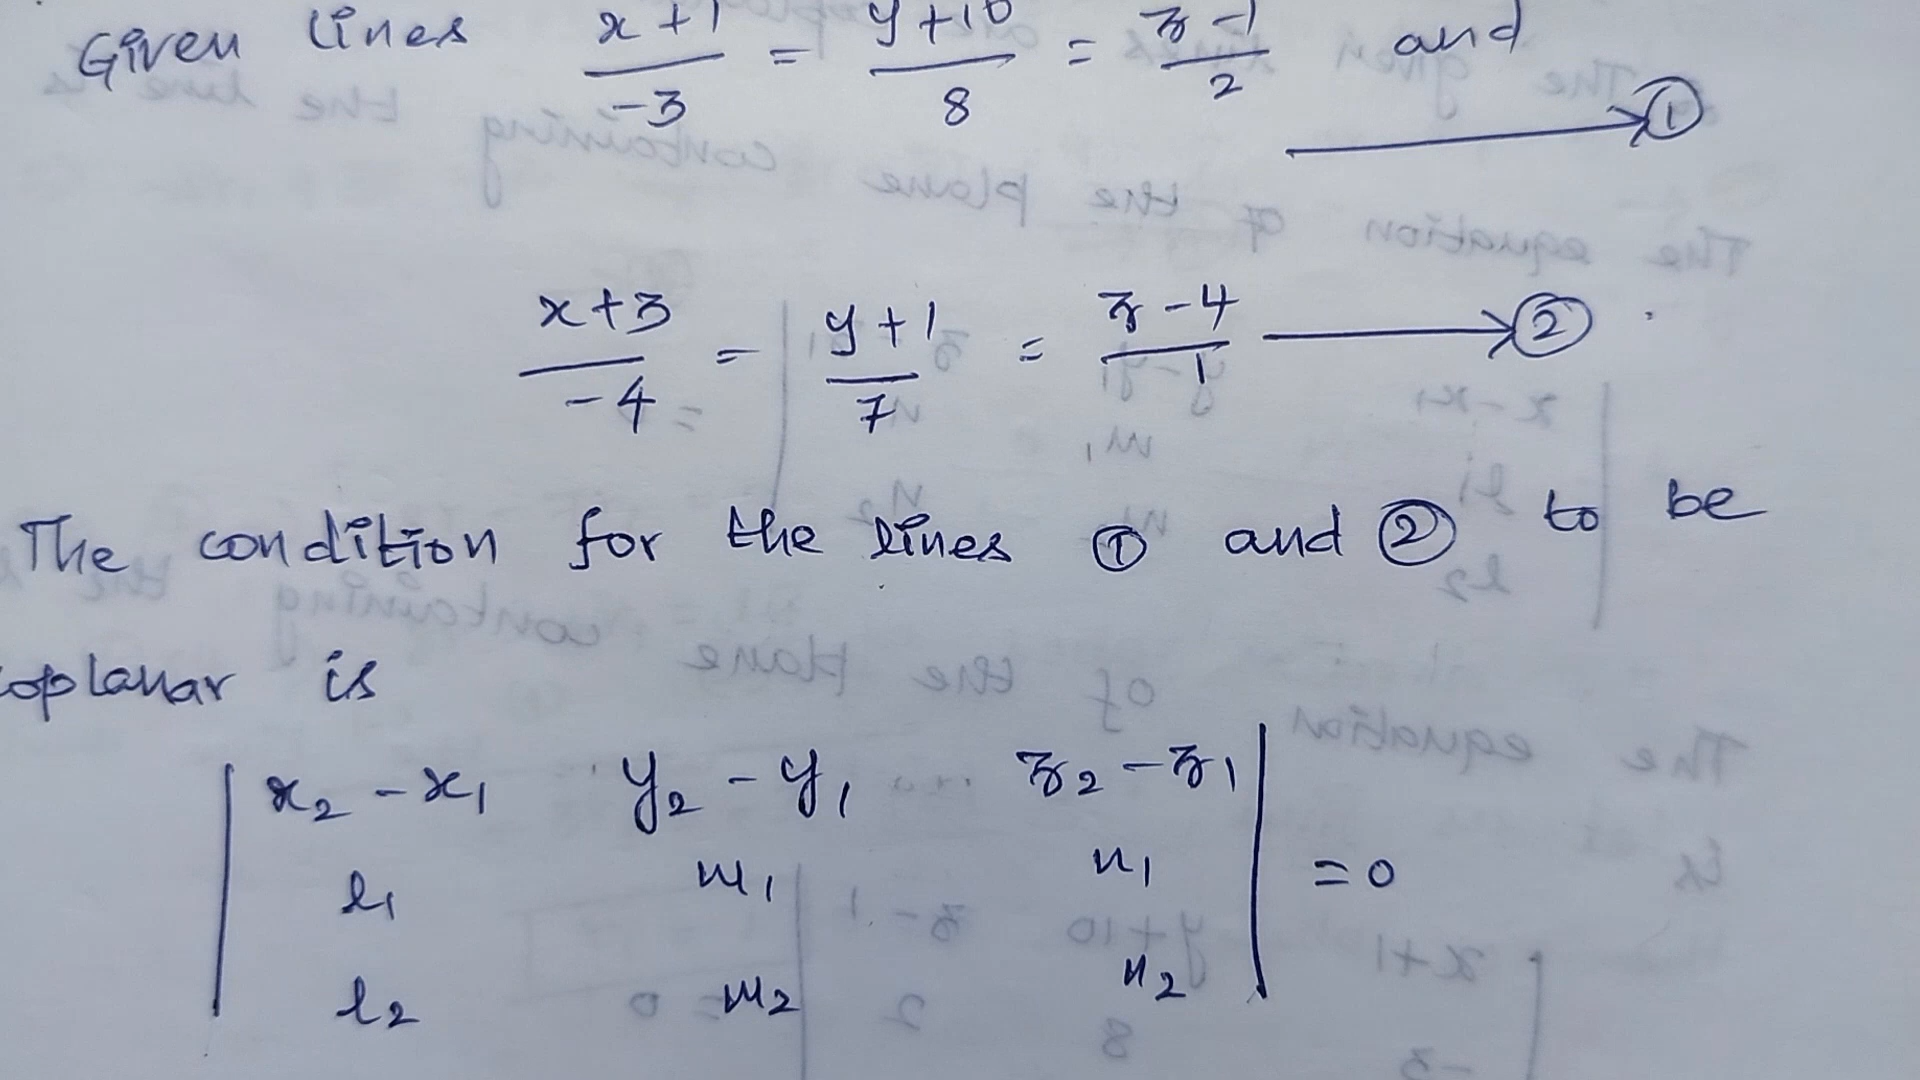 Given lines x+1/-3 = y+10/8 = z-1/2 and → ①
x+3/-4 = y+1/7 = z-4/1 → ②
The condition for the lines ① and ② to be
coplanar is
| x₂-x₁ y₂-y₁ z₂-z₁ |
| l₁ m₁ n₁ | = 0
| l₂ m₂ n₂ |